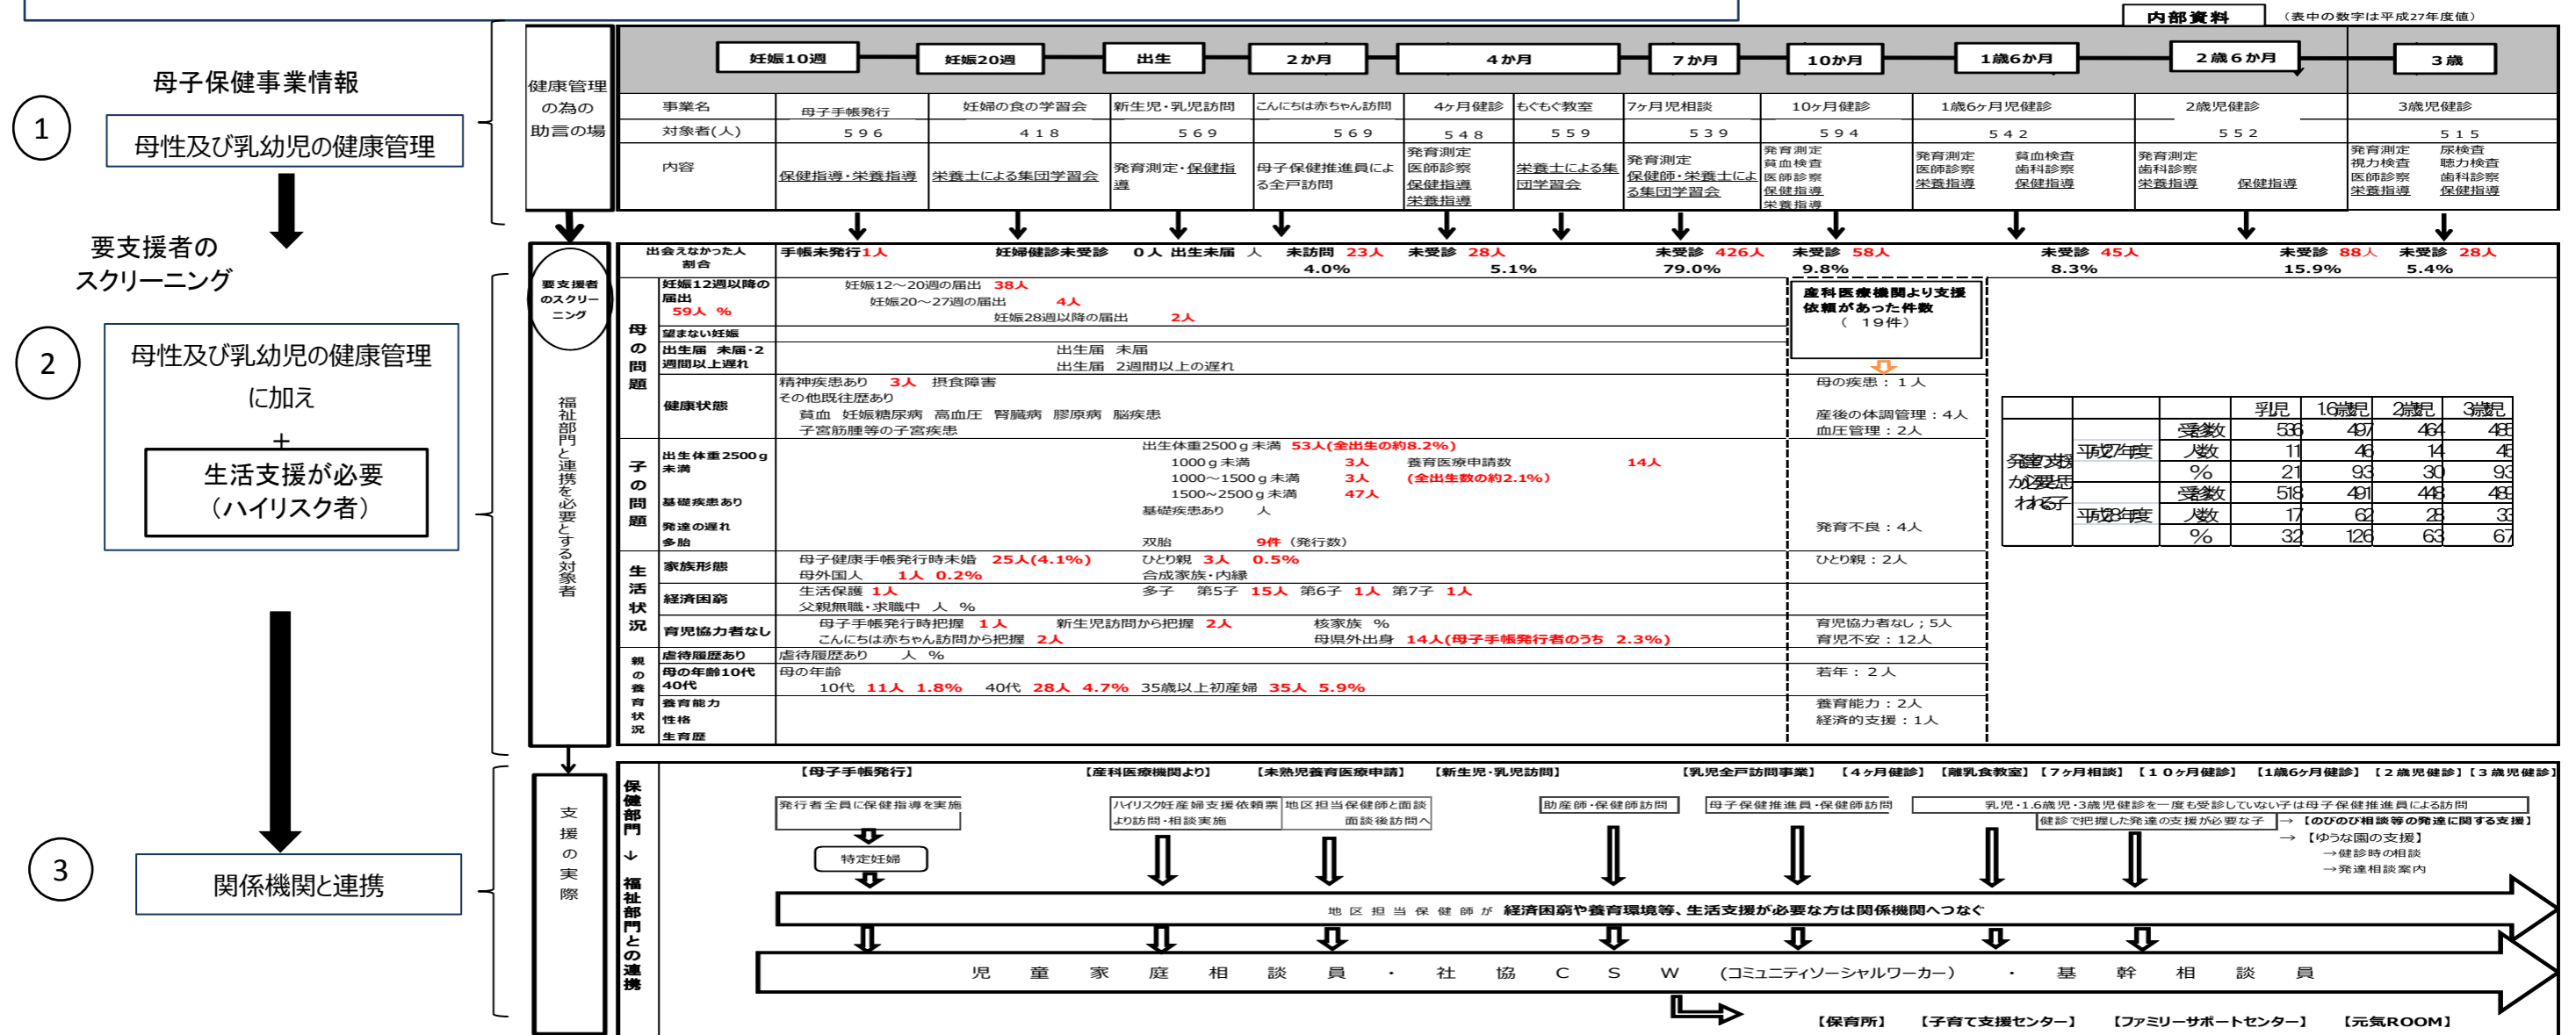 内部資料 （表中の数字は平成27年度値）
母子保健事業情報
①
母性及び乳幼児の健康管理
要支援者の
スクリーニング
②
母性及び乳幼児の健康管理
に加え
＋
生活支援が必要
（ハイリスク者）
③
関係機関と連携
健康管理
の為の
助言の場
妊娠10週 妊娠20週 出生 2か月 4か月 7か月 10か月 1歳6か月 2歳6か月 3歳
事業名 母子手帳発行 妊婦の食の学習会 新生児・乳児訪問 こんにちは赤ちゃん訪問 4ヶ月健診 もぐもぐ教室 7ヶ月児相談 10ヶ月健診 1歳6ヶ月児健診 2歳児健診 3歳児健診
対象者(人) 596 418 569 569 548 559 539 594 542 552 515
内容
保健指導・栄養指導
栄養士による集団学習会
発育測定・保健指
導
母子保健推進員によ
る全戸訪問
発育測定
医師診察
保健指導
栄養指導
栄養士による集
団学習会
発育測定
保健師・栄養士によ
る集団学習会
発育測定
貧血検査
医師診察
保健指導
栄養指導
発育測定 貧血検査
医師診察 歯科診察
栄養指導 保健指導
発育測定
歯科診察
栄養指導 保健指導
発育測定 尿検査
視力検査 聴力検査
医師診察 歯科診察
栄養指導 保健指導
要支援者
のスクリー
ニング
福祉部門と連携を必要とする対象者
出会えなかった人
割合
手帳未発行1人 妊婦健診未受診 0人 出生未届 人 未訪問 23人 未受診 28人 未受診 426人 未受診 58人 未受診 45人 未受診 88人 未受診 28人
4.0% 5.1% 79.0% 9.8% 8.3% 15.9% 5.4%
母の問題
妊娠12週以降の
届出
59人 %
妊娠12～20週の届出 38人
妊娠20～27週の届出 4人
妊娠28週以降の届出 2人
望まない妊娠
出生届 未届・2
週間以上遅れ
出生届 未届
出生届 2週間以上の遅れ
健康状態
精神疾患あり 3人 摂食障害
その他既往歴あり
貧血 妊娠糖尿病 高血圧 腎臓病 膠原病 脳疾患
子宮筋腫等の子宮疾患
子の問題
出生体重2500g
未満
基礎疾患あり
発達の遅れ
多胎
出生体重2500g未満 53人(全出生の約8.2%)
1000g未満 3人 養育医療申請数 14人
1000～1500g未満 3人 (全出生数の約2.1%)
1500~2500g未満 47人
基礎疾患あり 人
双胎 9件 (発行数)
生活状況
家族形態
母子健康手帳発行時未婚 25人(4.1%) ひとり親 3人 0.5%
母外国人 1人 0.2% 合成家族・内縁
経済困窮
生活保護 1人 多子 第5子 15人 第6子 1人 第7子 1人
父親無職・求職中 人 %
育児協力者なし
母子手帳発行時把握 1人 新生児訪問から把握 2人 核家族 %
こんにちは赤ちゃん訪問から把握 2人 母県外出身 14人(母子手帳発行者のうち 2.3%)
親の養育状況
虐待履歴あり 虐待履歴あり 人 %
母の年齢10代
40代
母の年齢
10代 11人 1.8% 40代 28人 4.7% 35歳以上初産婦 35人 5.9%
養育能力
性格
生育歴
産科医療機関より支援
依頼があった件数
（ 19件）
母の疾患：1人
産後の体調管理：4人
血圧管理：2人
発育不良：4人
ひとり親：2人
育児協力者なし；5人
育児不安：12人
若年：2人
養育能力：2人
経済的支援：1人
乳児 1.6歳児 2歳児 3歳児
発達の支援が必要と思われる子
平成27年度 受診数 536 497 464 485
人数 11 46 14 45
% 21 93 30 93
平成28年度 受診数 518 491 448 489
人数 17 62 28 33
% 32 126 63 67
支援の実際
保健部門 ↓ 福祉部門との連携
【母子手帳発行】 【産科医療機関より】 【未熟児養育医療申請】 【新生児・乳児訪問】 【乳児全戸訪問事業】 【4ヶ月健診】 【離乳食教室】 【7ヶ月相談】 【10ヶ月健診】 【1歳6ヶ月健診】 【2歳児健診】 【3歳児健診】
発行者全員に保健指導を実施
特定妊婦
ハイリスク妊産婦支援依頼票
より訪問・相談実施
地区担当保健師と面談
面談後訪問へ
助産師・保健師訪問
母子保健推進員・保健師訪問
乳児・1.6歳児・3歳児健診を一度も受診していない子は母子保健推進員による訪問
健診で把握した発達の支援が必要な子 → 【のびのび相談等の発達に関する支援】
→ 【ゆうな園の支援】
→健診時の相談
→発達相談案内
地区担当保健師が 経済困窮や養育環境等、生活支援が必要な方は関係機関へつなぐ
児童家庭相談員・社協CSW（コミュニティソーシャルワーカー）・基幹相談員
【保育所】 【子育て支援センター】 【ファミリーサポートセンター】 【元気ROOM】